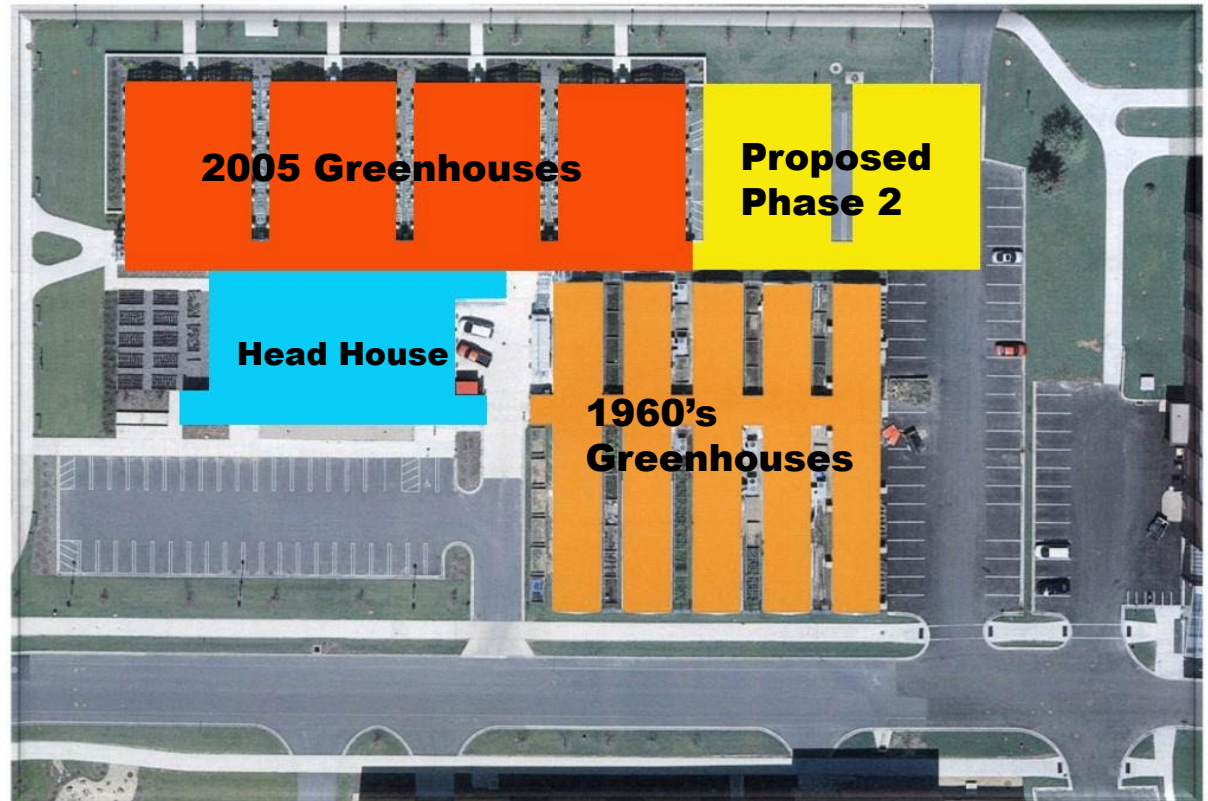 2005 Greenhouses
Proposed
Phase 2
Head House
1960’s
Greenhouses